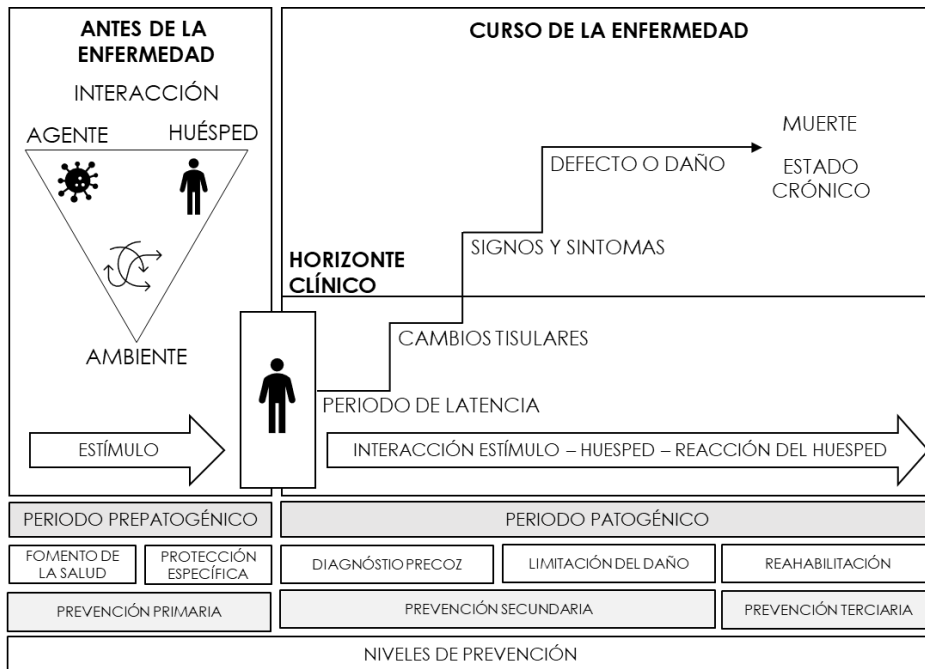 ANTES DE LA
ENFERMEDAD
INTERACCIÓN
AGENTE
HUÉSPED
AMBIENTE
ESTÍMULO
CURSO DE LA ENFERMEDAD
MUERTE
ESTADO
CRÓNICO
DEFECTO O DAÑO
SIGNOS Y SINTOMAS
HORIZONTE
CLÍNICO
CAMBIOS TISULARES
PERIODO DE LATENCIA
INTERACCIÓN ESTÍMULO – HUESPED – REACCIÓN DEL HUESPED
PERIODO PREPATOGÉNICO
PERIODO PATOGÉNICO
FOMENTO DE
LA SALUD
PROTECCIÓN
ESPECÍFICA
DIAGNÓSTIO PRECOZ
LIMITACIÓN DEL DAÑO
REAHABILITACIÓN
PREVENCIÓN PRIMARIA
PREVENCIÓN SECUNDARIA
PREVENCIÓN TERCIARIA
NIVELES DE PREVENCIÓN